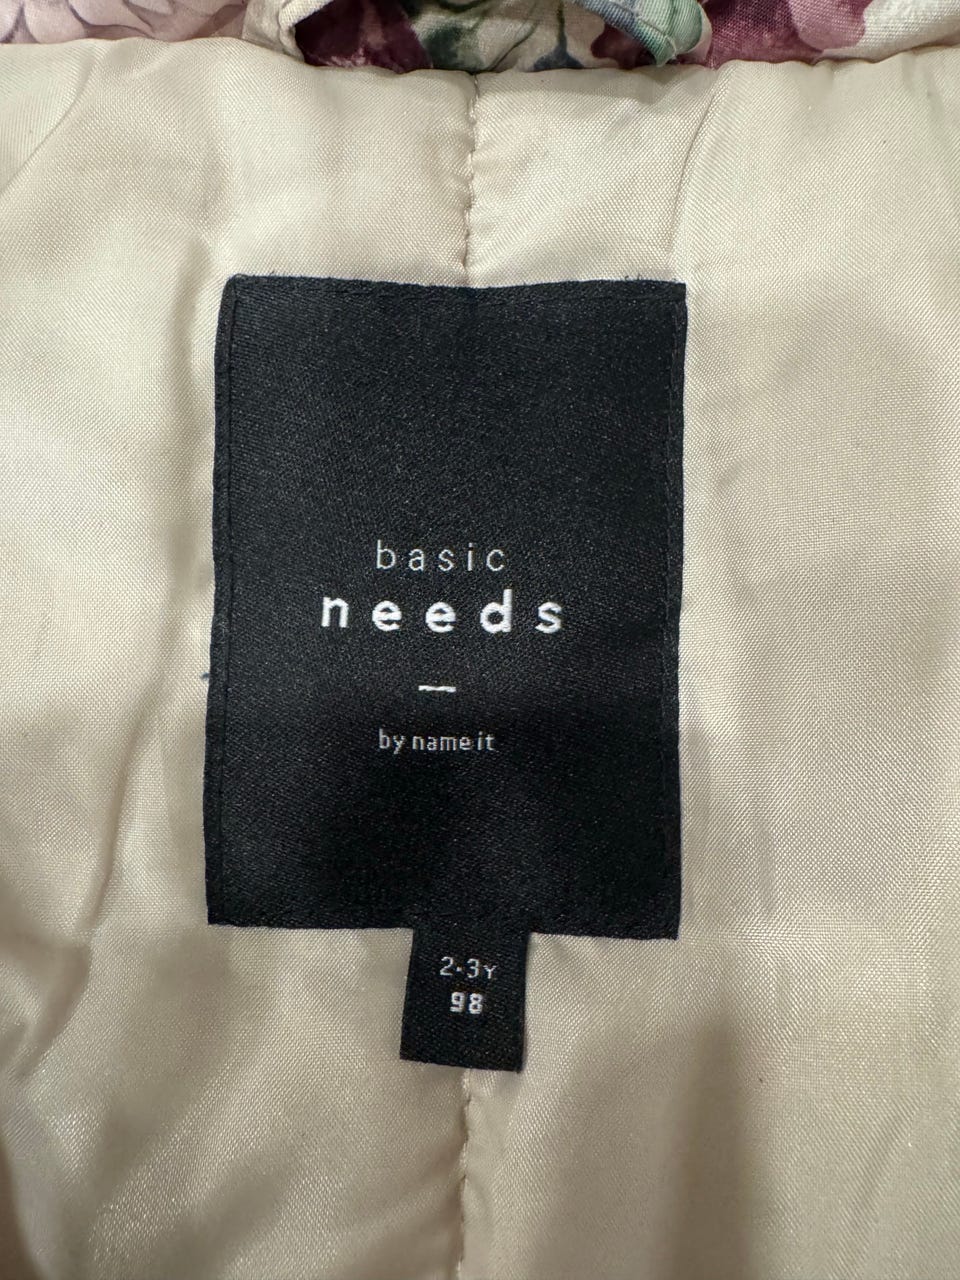 basic
needs
by name it
2-3Y
98